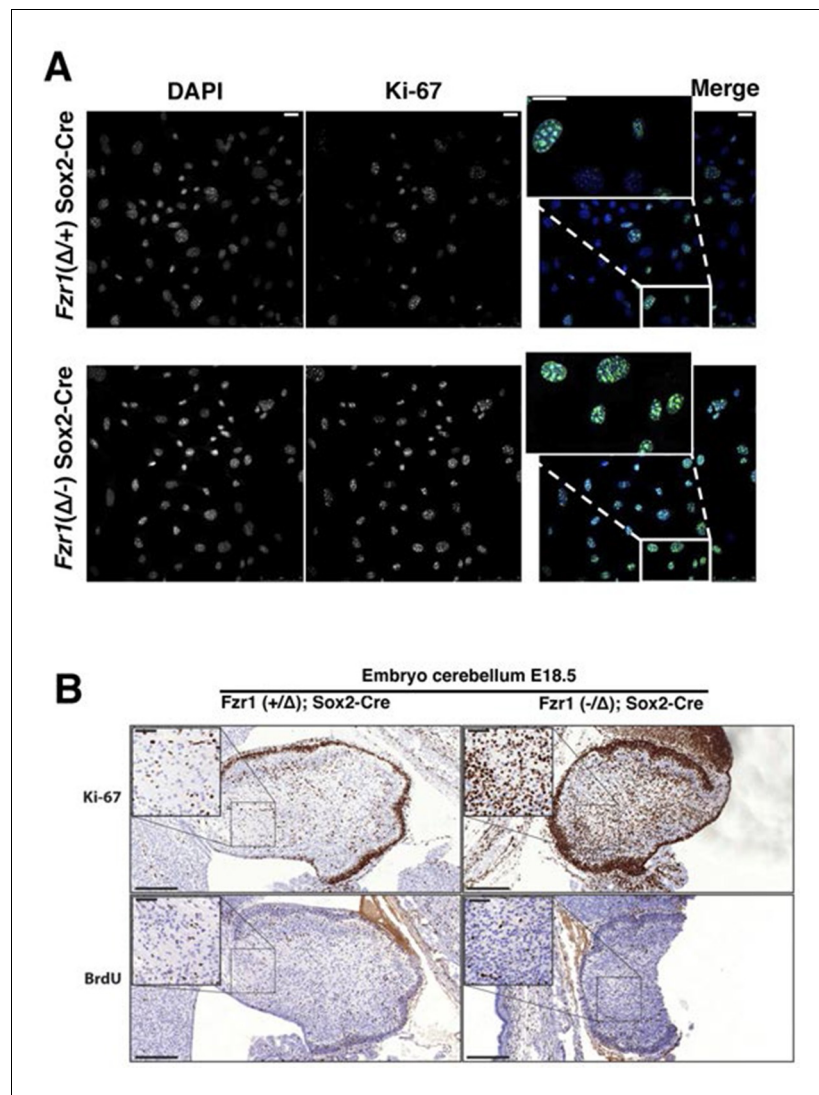 A
DAPI
Ki-67
Merge
Fzr1(Δ/+) Sox2-Cre
Fzr1(Δ/-) Sox2-Cre
B
Embryo cerebellum E18.5
Fzr1 (+/Δ); Sox2-Cre
Fzr1 (-/Δ); Sox2-Cre
Ki-67
BrdU